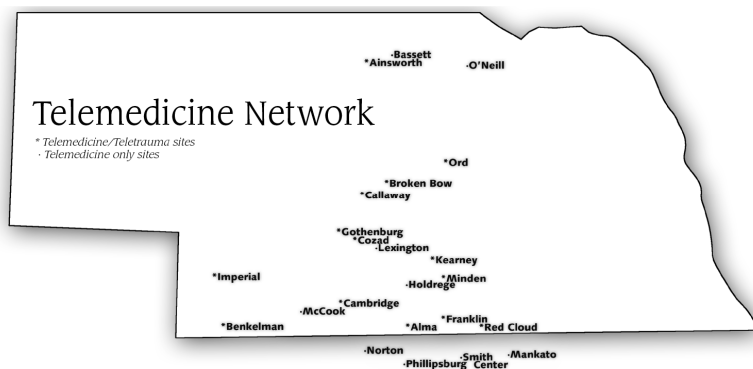 ·Bassett
*Ainsworth
·O'Neill
Telemedicine Network
* Telemedicine/Teletrauma sites
· Telemedicine only sites
*Ord
*Broken Bow
*Callaway
*Gothenburg
*Cozad
·Lexington
*Kearney
*Imperial
*Minden
·Holdrege
*Cambridge
·McCook
*Franklin
*Benkelman
*Alma
*Red Cloud
·Norton
·Smith
Center
·Mankato
·Phillipsburg